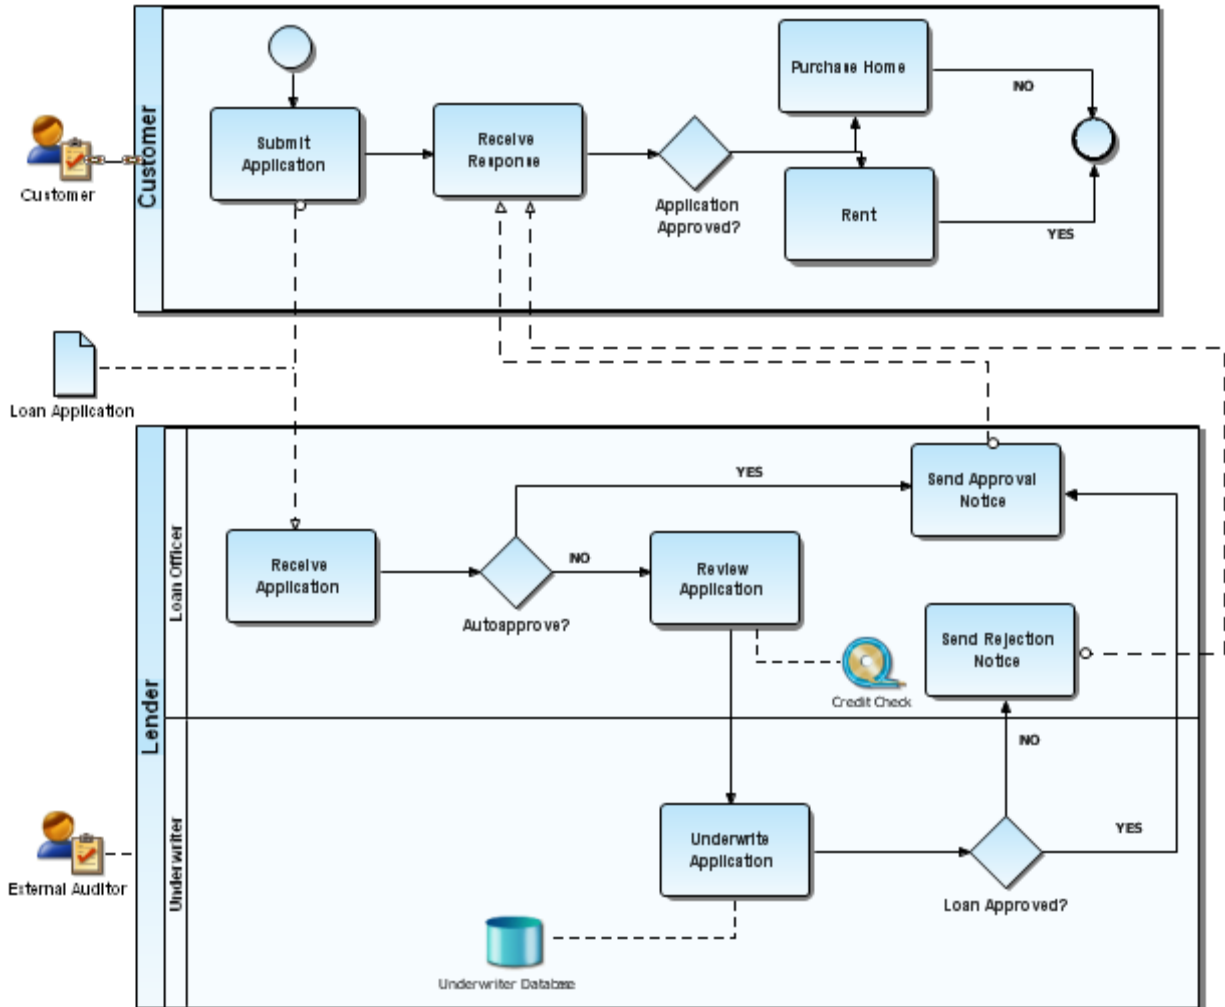 Customer
Customer
Submit
Application
Receive
Response
Application
Approved?
Purchase Home
Rent
NO
YES
Loan Application
Lender
Loan Officer
Receive
Application
Autoapprove?
YES
NO
Review
Application
Credit Check
Send Approval
Notice
Send Rejection
Notice
External Auditor
Underwriter
Underwrite
Application
Underwriter Database
Loan Approved?
NO
YES